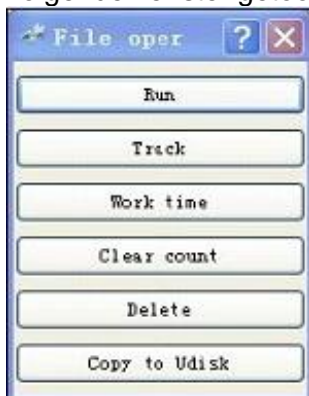 File oper
Run
Track
Work time
Clear count
Delete
Copy to Udisk